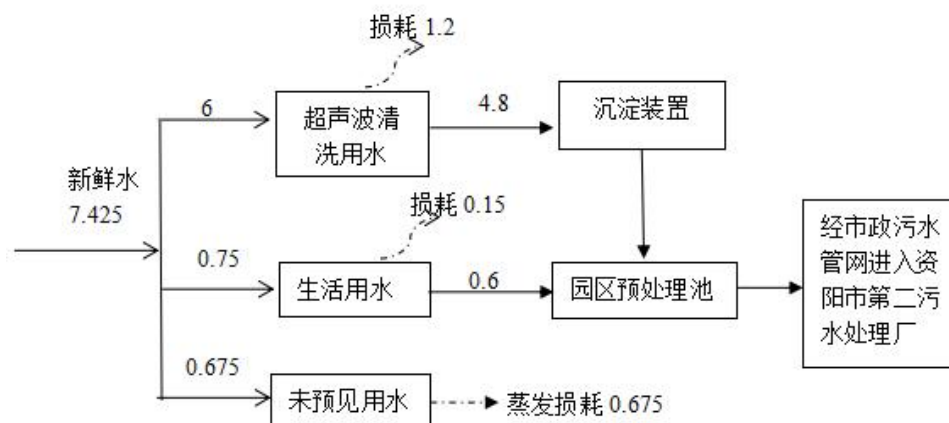 损耗 1.2
6
超声波清
洗用水
4.8
沉淀装置
新鲜水
7.425
损耗 0.15
0.75
生活用水
0.6
园区预处理池
经市政污水
管网进入资
阳市第二污
水处理厂
0.675
未预见用水
蒸发损耗 0.675